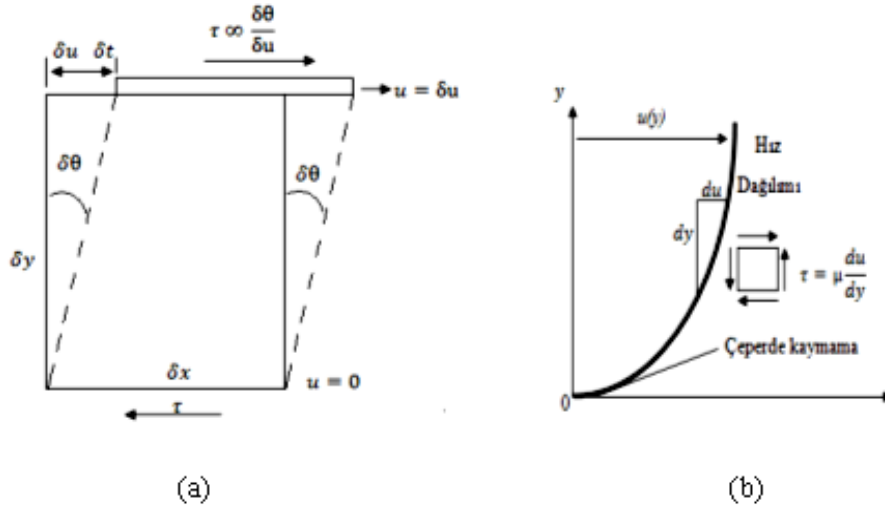 τ ∞ δθ/δu
δu δt
u = δu
δθ
δθ
δy
δx
u = 0
τ
(a)
y
u(y)
Hız
Dağılımı
du
dy
τ = μ du/dy
Çeperde kaymama
0
(b)